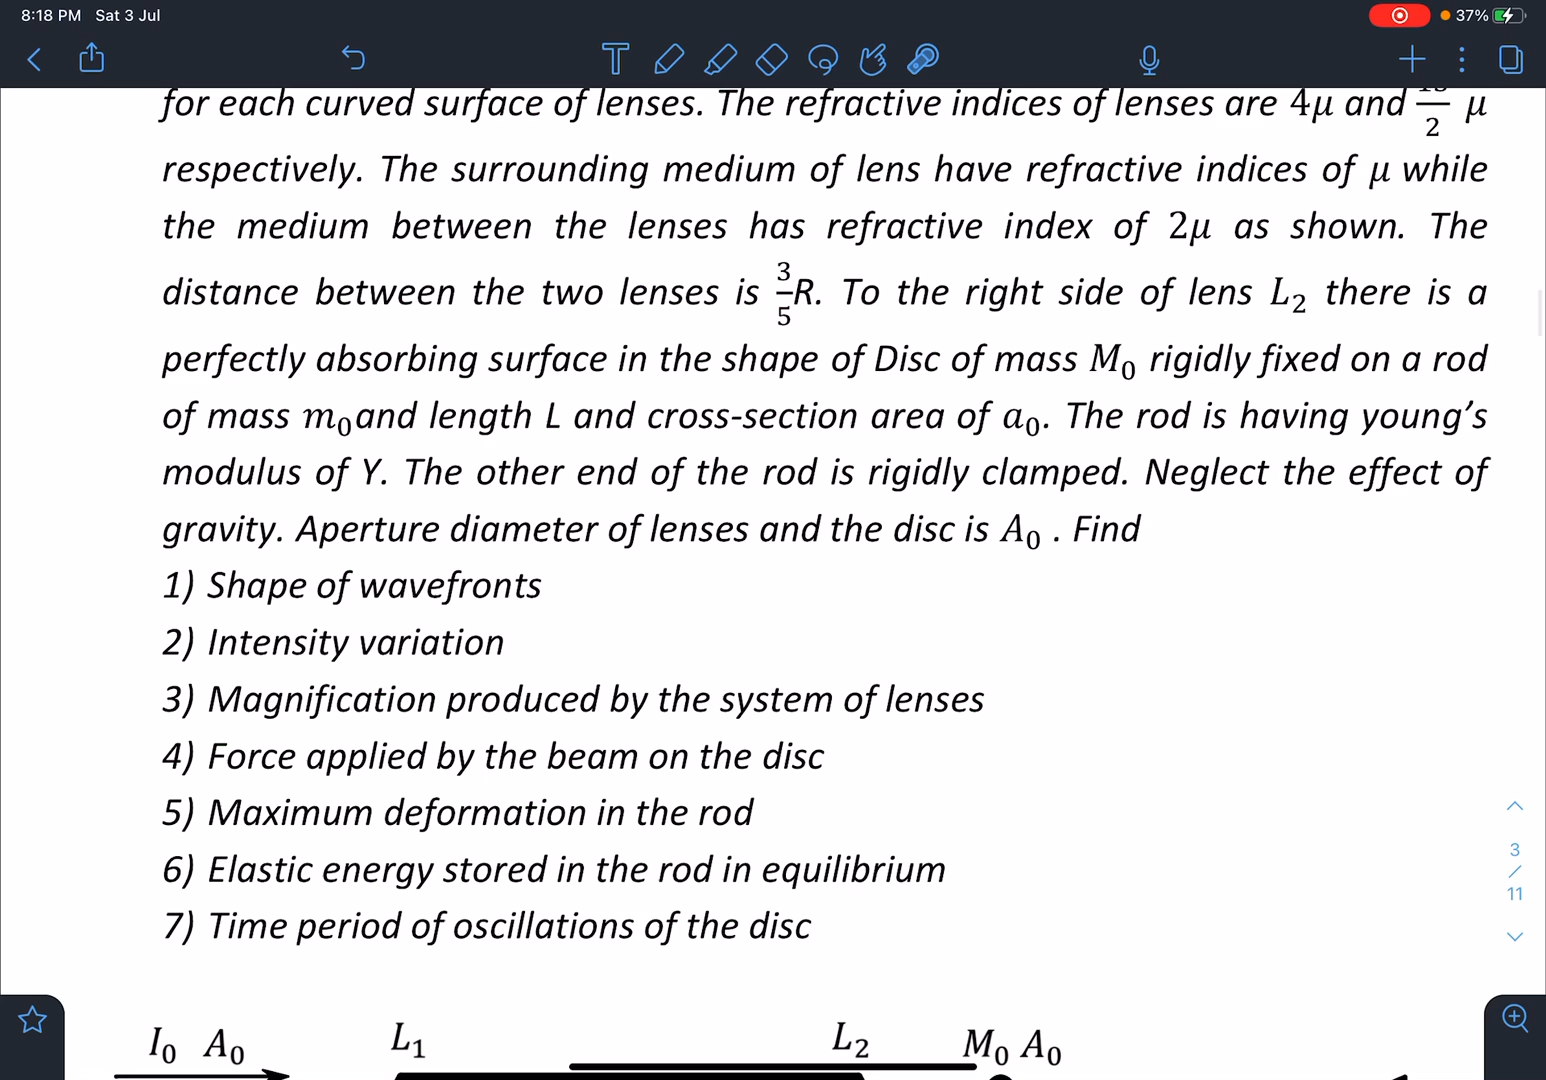 8:18 PM Sat 3 Jul
37%
for each curved surface of lenses. The refractive indices of lenses are 4μ and /2 μ
respectively. The surrounding medium of lens have refractive indices of μ while
the medium between the lenses has refractive index of 2μ as shown. The
distance between the two lenses is 3/5 R. To the right side of lens L₂ there is a
perfectly absorbing surface in the shape of Disc of mass M₀ rigidly fixed on a rod
of mass m₀and length L and cross-section area of a₀. The rod is having young's
modulus of Y. The other end of the rod is rigidly clamped. Neglect the effect of
gravity. Aperture diameter of lenses and the disc is A₀ . Find
1) Shape of wavefronts
2) Intensity variation
3) Magnification produced by the system of lenses
4) Force applied by the beam on the disc
5) Maximum deformation in the rod
6) Elastic energy stored in the rod in equilibrium
7) Time period of oscillations of the disc
3
/
11
I₀ A₀ L₁ L₂ M₀ A₀